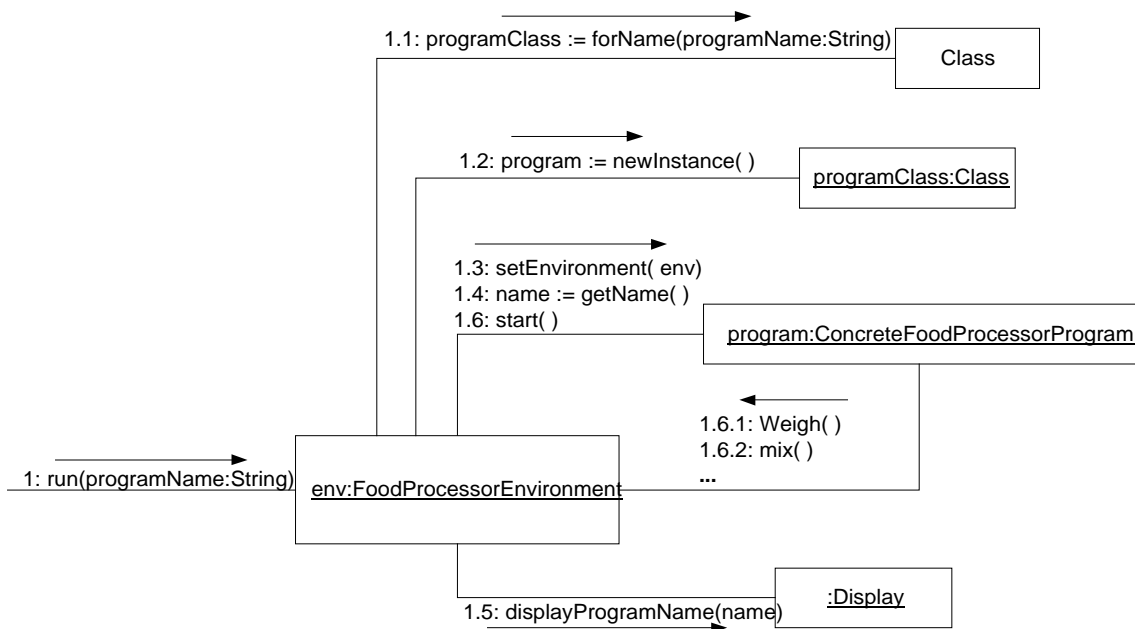 1.1: programClass := forName(programName:String)
Class
1.2: program := newInstance( )
programClass:Class
1.3: setEnvironment( env)
1.4: name := getName( )
1.6: start( )
program:ConcreteFoodProcessorProgram
1.6.1: Weigh( )
1.6.2: mix( )
...
1: run(programName:String)
env:FoodProcessorEnvironment
:Display
1.5: displayProgramName(name)